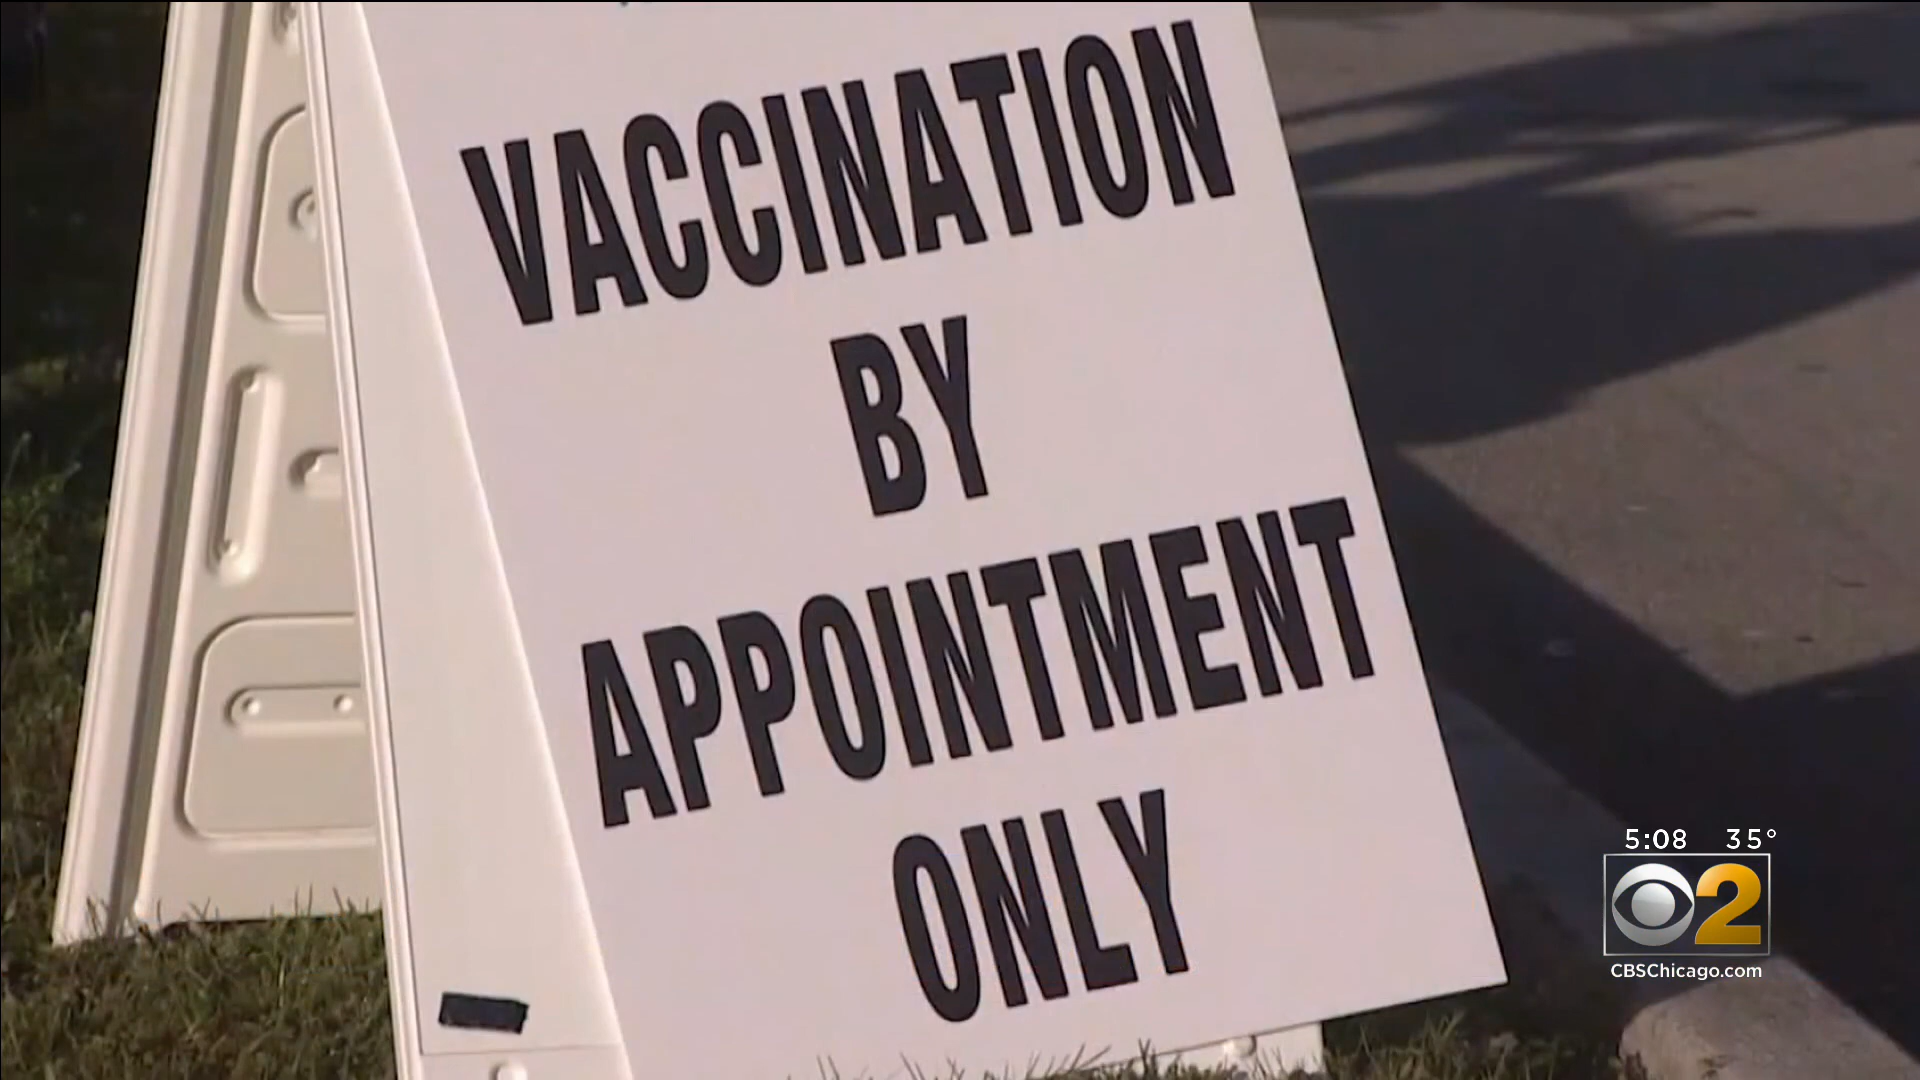 VACCINATION
BY
APPOINTMENT
ONLY
5:08 35°
2
CBSChicago.com